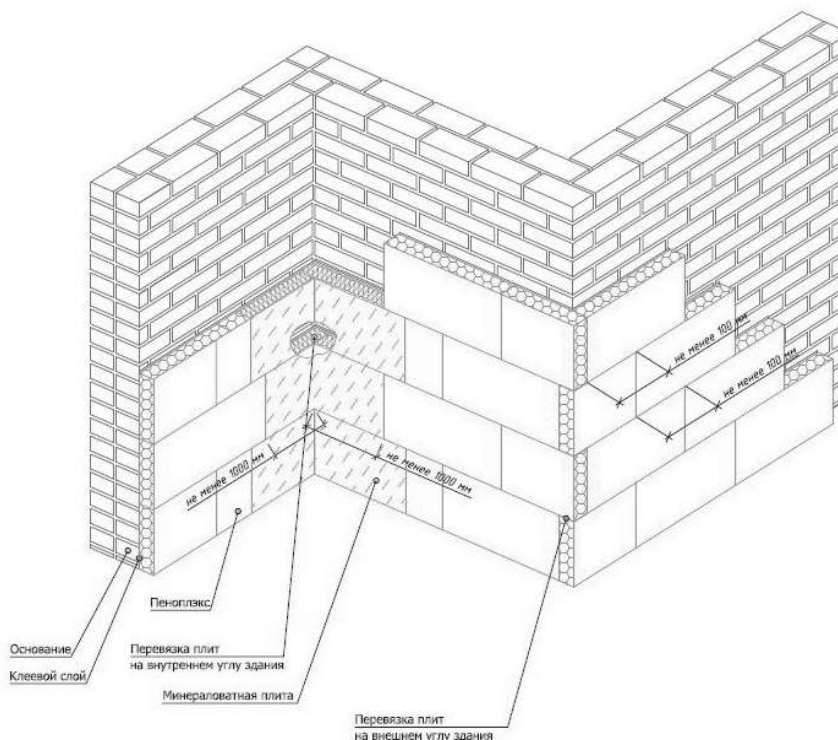 не менее 100 мм
не менее 100 мм
не менее 1000 мм
не менее 1000 мм
Пеноплэкс
Основание
Клеевой слой
Перевязка плит
на внутреннем углу здания
Минераловатная плита
Перевязка плит
на внешнем углу здания